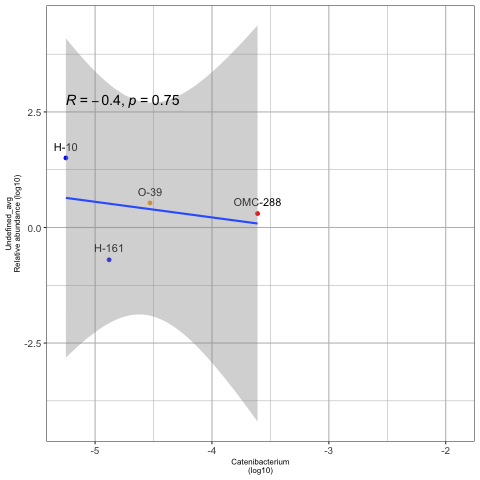 R = −0.4, p = 0.75
H-10
O-39
OMC-288
H-161
2.5
0.0
-2.5
-5
-4
-3
-2
Undefined_avg
Relative abundance (log10)
Catenibacterium
(log10)